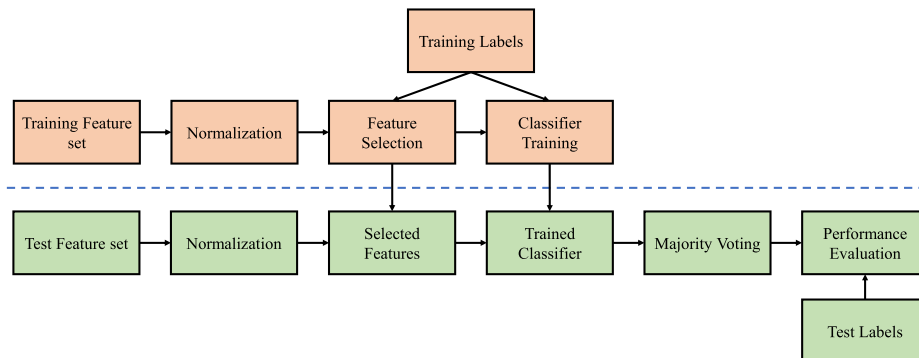 Training Labels
Training Feature
set
Normalization
Feature
Selection
Classifier
Training
Test Feature set
Normalization
Selected
Features
Trained
Classifier
Majority Voting
Performance
Evaluation
Test Labels